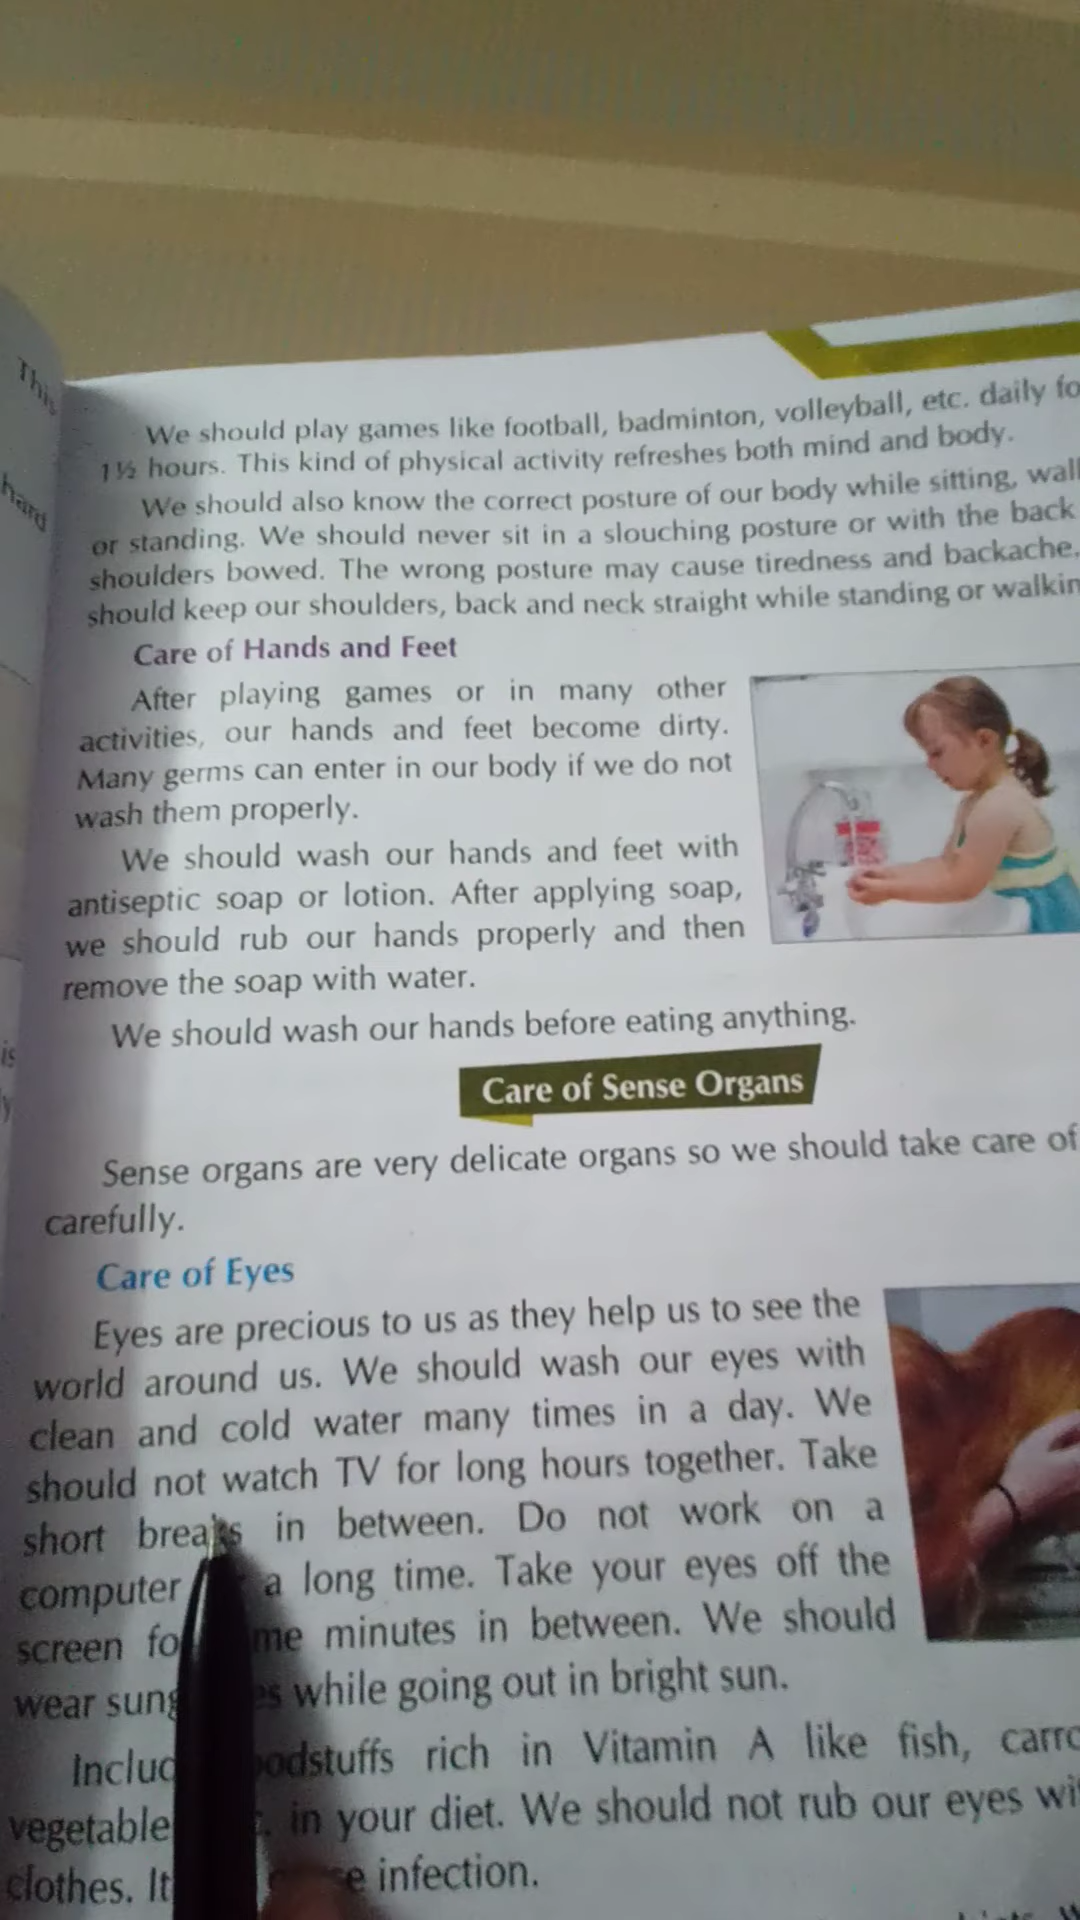 This
hard
is
y
We should play games like football, badminton, volleyball, etc. daily fo
1½ hours. This kind of physical activity refreshes both mind and body.
We should also know the correct posture of our body while sitting, wal
or standing. We should never sit in a slouching posture or with the back
shoulders bowed. The wrong posture may cause tiredness and backache.
should keep our shoulders, back and neck straight while standing or walkin
Care of Hands and Feet
After playing games or in many other
activities, our hands and feet become dirty.
Many germs can enter in our body if we do not
wash them properly.
We should wash our hands and feet with
antiseptic soap or lotion. After applying soap,
we should rub our hands properly and then
remove the soap with water.
We should wash our hands before eating anything.
Care of Sense Organs
Sense organs are very delicate organs so we should take care of
carefully.
Care of Eyes
Eyes are precious to us as they help us to see the
world around us. We should wash our eyes with
clean and cold water many times in a day. We
should not watch TV for long hours together. Take
short breaks in between. Do not work on a
computer a long time. Take your eyes off the
screen fo me minutes in between. We should
wear sung es while going out in bright sun.
Includ odstuffs rich in Vitamin A like fish, carro
vegetable . in your diet. We should not rub our eyes wi
clothes. It e infection.